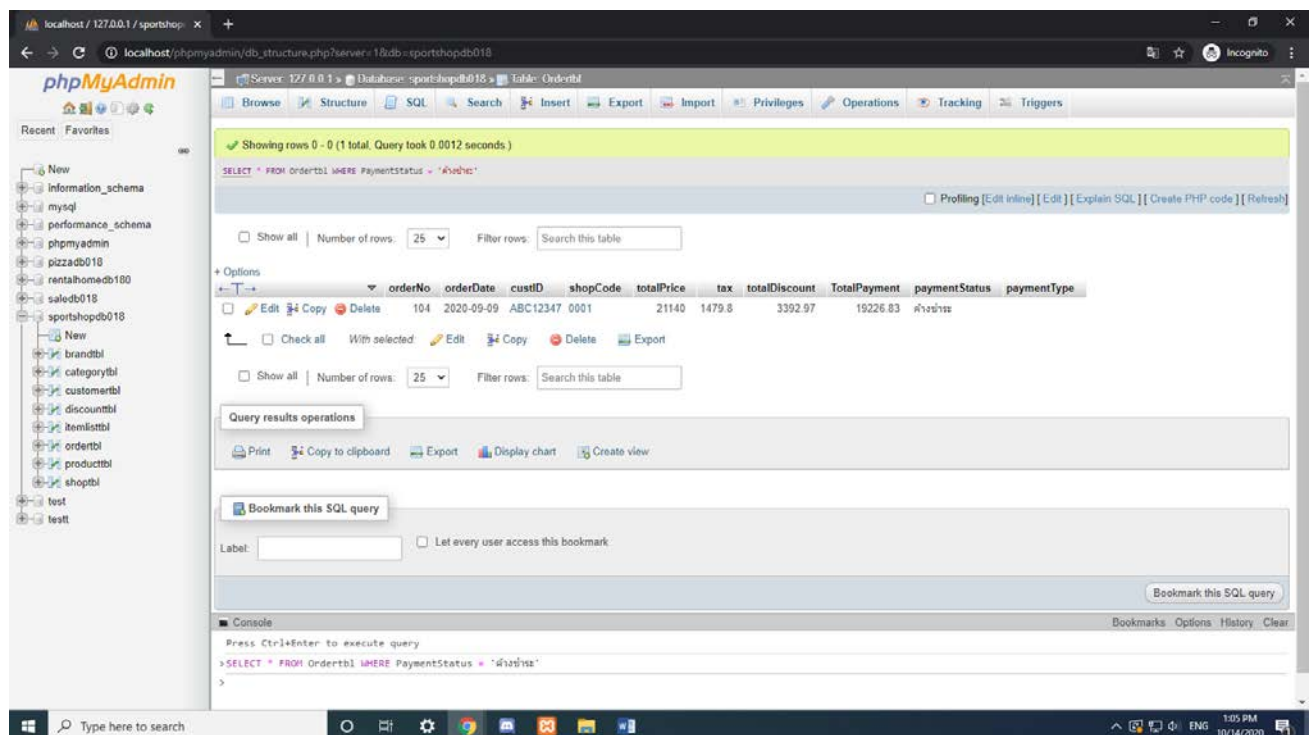 localhost / 127.0.0.1 / sportshop
localhost/phpmyadmin/db_structure.php?server=1&db=sportshopdb018
Incognito
phpMyAdmin
Recent Favorites
New
information_schema
mysql
performance_schema
phpmyadmin
pizzadb018
rentalhomedb180
saledb018
sportshopdb018
New
brandtbl
categorytbl
customertbl
discounttbl
itemlisttbl
ordertbl
producttbl
shoptbl
test
testt
Server: 127.0.0.1 » Database: sportshopdb018 » Table: Ordertbl
Browse Structure SQL Search Insert Export Import Privileges Operations Tracking Triggers
Showing rows 0 - 0 (1 total, Query took 0.0012 seconds.)
SELECT * FROM Ordertbl WHERE PaymentStatus = 'ค้างชำระ'
Profiling [Edit inline] [ Edit ] [ Explain SQL ] [ Create PHP code ] [ Refresh]
Show all | Number of rows: 25 Filter rows: Search this table
+ Options
←T→ orderNo orderDate custID shopCode totalPrice tax totalDiscount TotalPayment paymentStatus paymentType
Edit Copy Delete 104 2020-09-09 ABC12347 0001 21140 1479.8 3392.97 19226.83 ค้างชำระ
Check all With selected: Edit Copy Delete Export
Show all | Number of rows: 25 Filter rows: Search this table
Query results operations
Print Copy to clipboard Export Display chart Create view
Bookmark this SQL query
Label: Let every user access this bookmark
Bookmark this SQL query
Console Bookmarks Options History Clear
Press Ctrl+Enter to execute query
>SELECT * FROM Ordertbl WHERE PaymentStatus = 'ค้างชำระ'
>
Type here to search
ENG 1:05 PM
10/14/2020